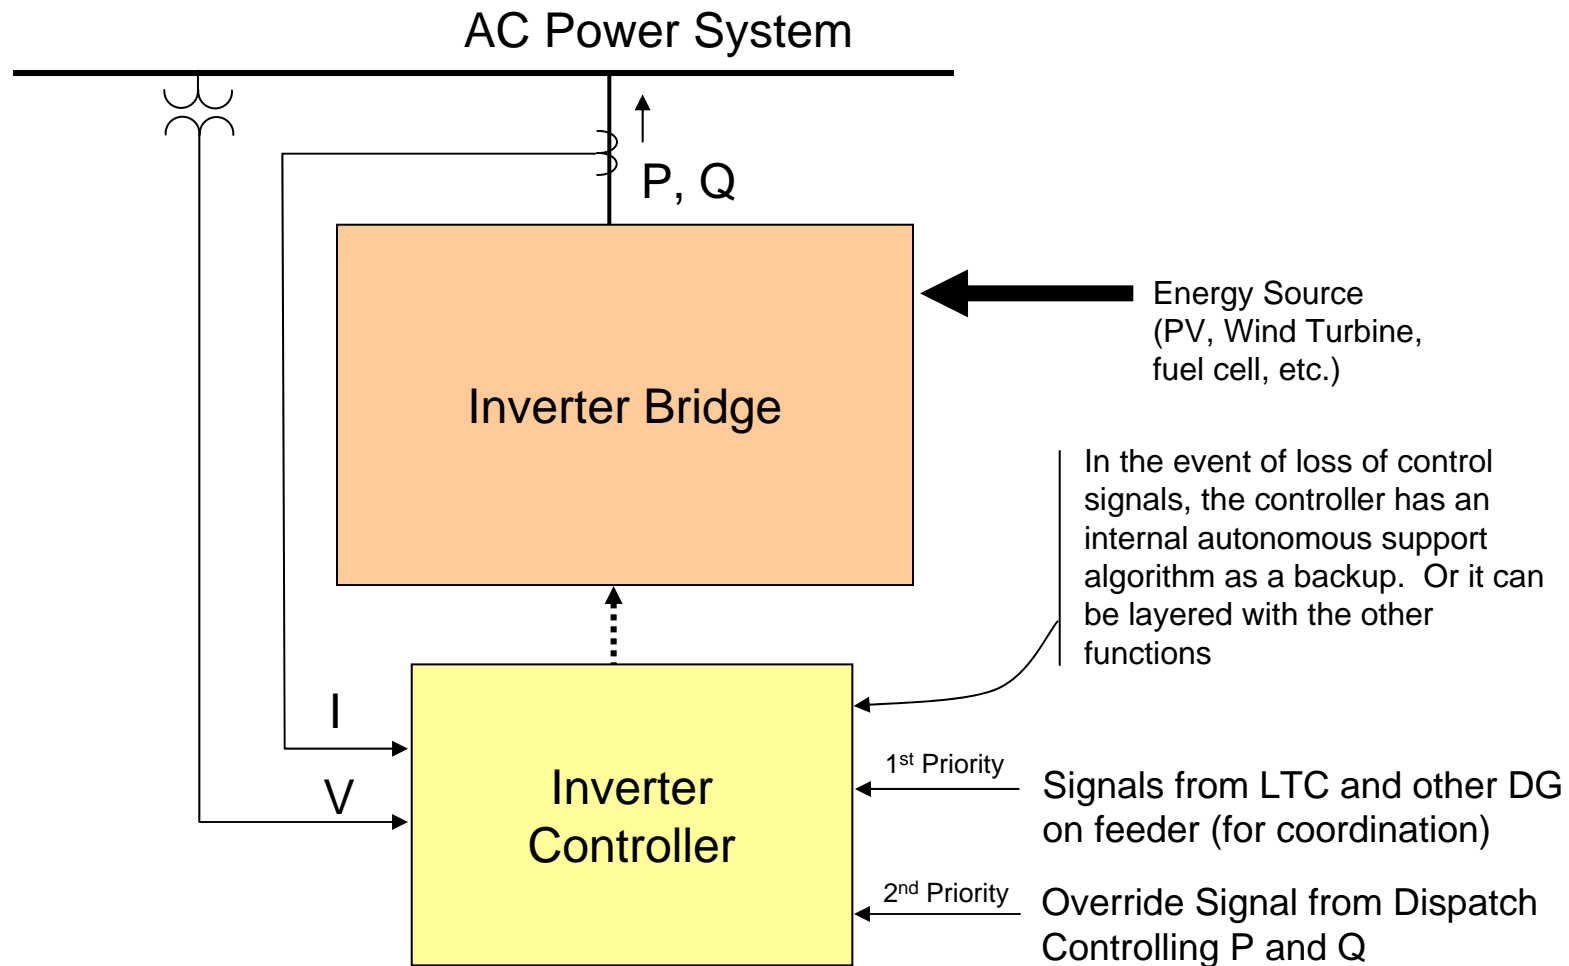 AC Power System
P, Q
Inverter Bridge
Energy Source
(PV, Wind Turbine,
fuel cell, etc.)
In the event of loss of control
signals, the controller has an
internal autonomous support
algorithm as a backup.  Or it can
be layered with the other
functions
I
V
Inverter
Controller
1st Priority
Signals from LTC and other DG
on feeder (for coordination)
2nd Priority
Override Signal from Dispatch
Controlling P and Q